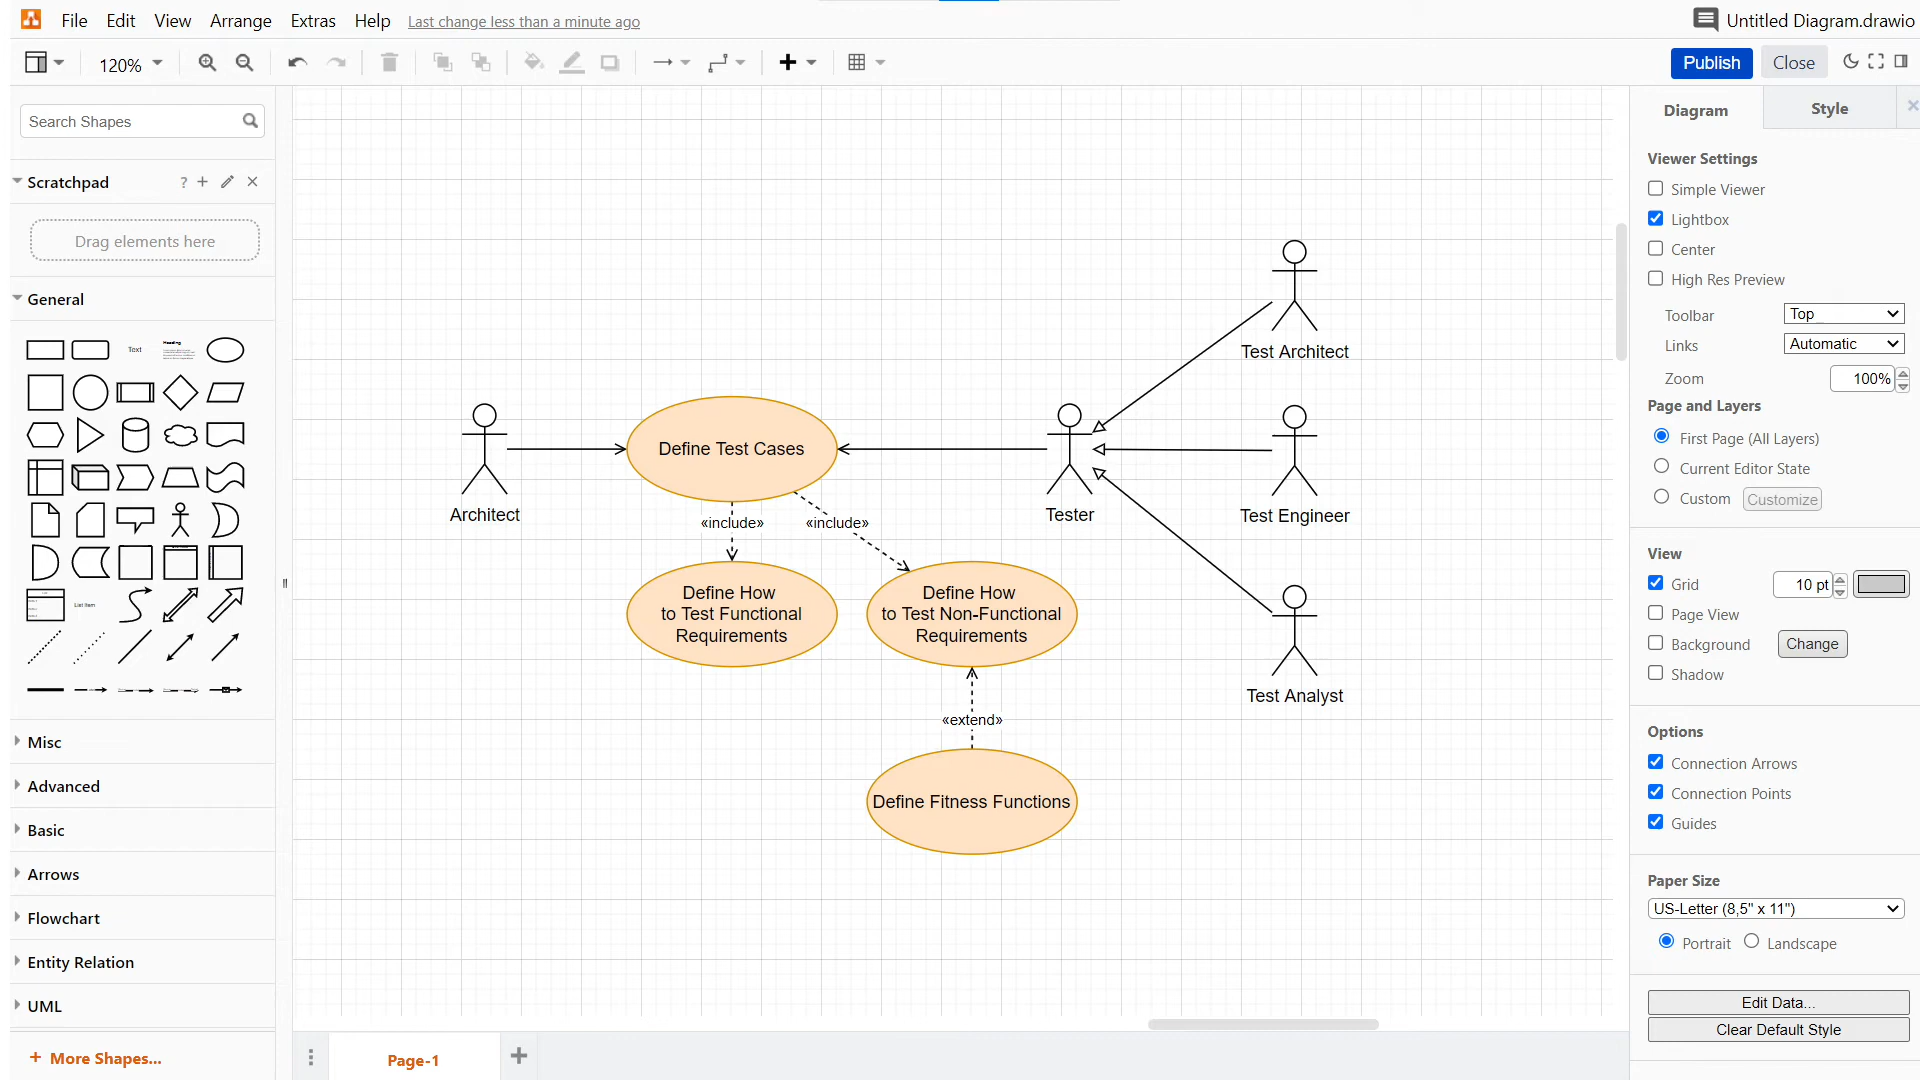 File Edit View Arrange Extras Help Last change less than a minute ago
Untitled Diagram.drawio
120%
Publish Close
Search Shapes
Scratchpad ?
Drag elements here
General
Text
Heading
List Item
Misc
Advanced
Basic
Arrows
Flowchart
Entity Relation
UML
+ More Shapes...
Test Architect
Architect
Define Test Cases
Tester
Test Engineer
«include» «include»
Define How
to Test Functional
Requirements
Define How
to Test Non-Functional
Requirements
Test Analyst
«extend»
Define Fitness Functions
Page-1
Diagram Style
Viewer Settings
Simple Viewer
Lightbox
Center
High Res Preview
Toolbar Top
Links Automatic
Zoom 100%
Page and Layers
First Page (All Layers)
Current Editor State
Custom Customize
View
Grid 10 pt
Page View
Background Change
Shadow
Options
Connection Arrows
Connection Points
Guides
Paper Size
US-Letter (8,5" x 11")
Portrait Landscape
Edit Data...
Clear Default Style